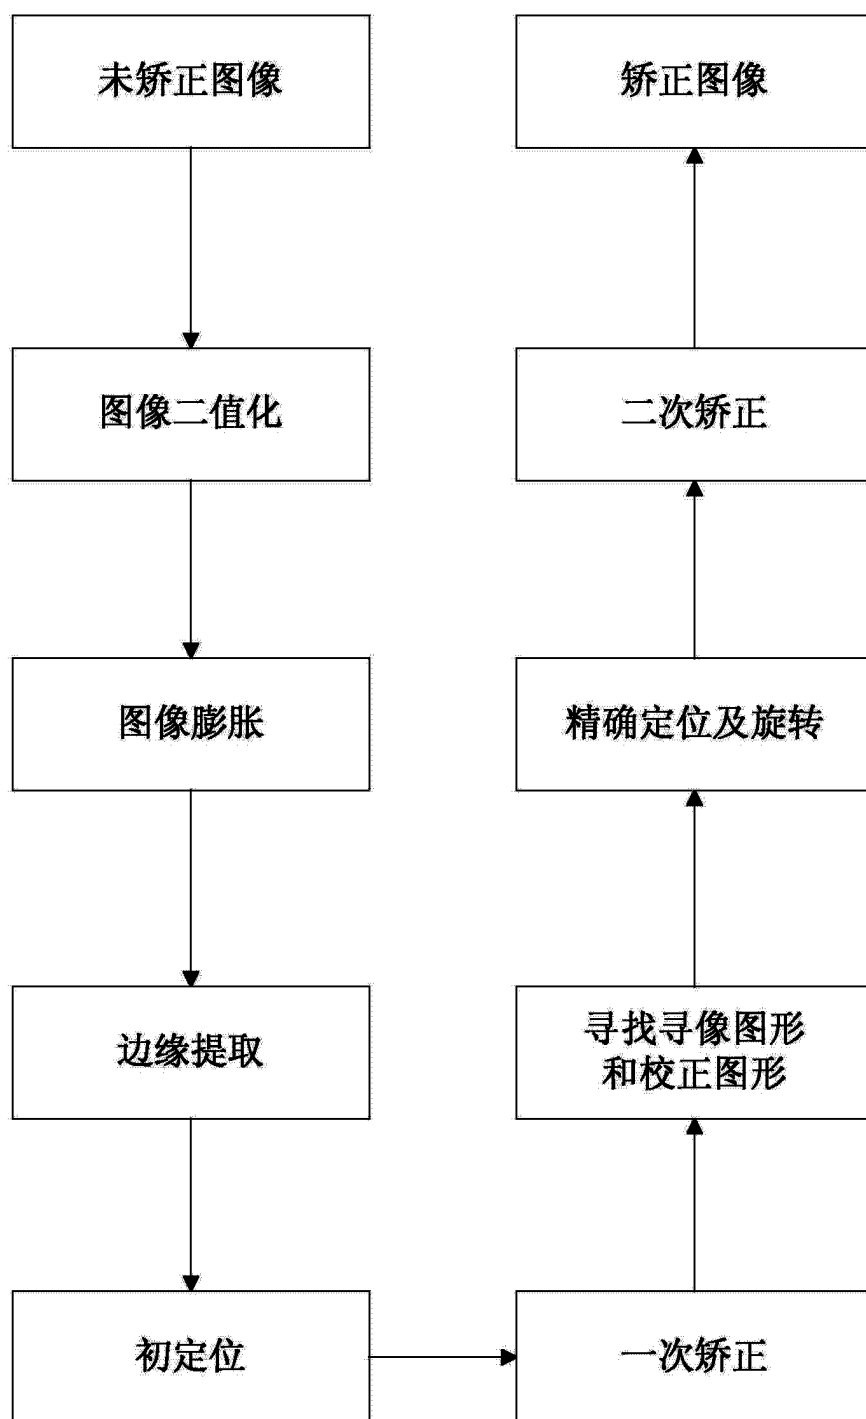 未矫正图像
图像二值化
图像膨胀
边缘提取
初定位
一次矫正
寻找寻像图形
和校正图形
精确定位及旋转
二次矫正
矫正图像